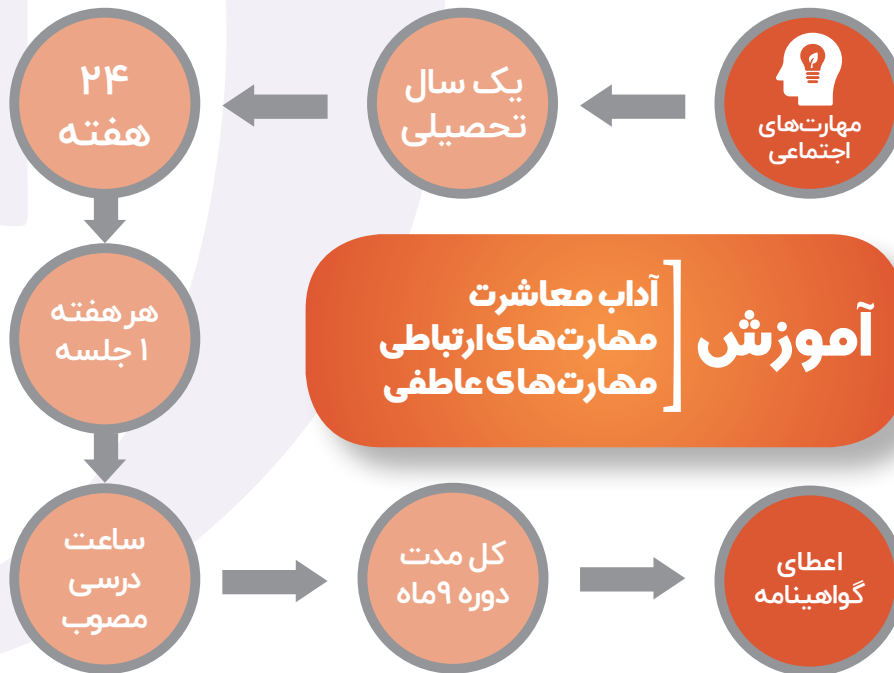 مهارت‌های
اجتماعی
یک سال
تحصیلی
۲۴
هفته
هر هفته
۱ جلسه
آموزش
آداب معاشرت
مهارت‌های ارتباطی
مهارت‌های عاطفی
ساعت
درسی
مصوب
کل مدت
دوره ۹ ماه
اعطای
گواهینامه